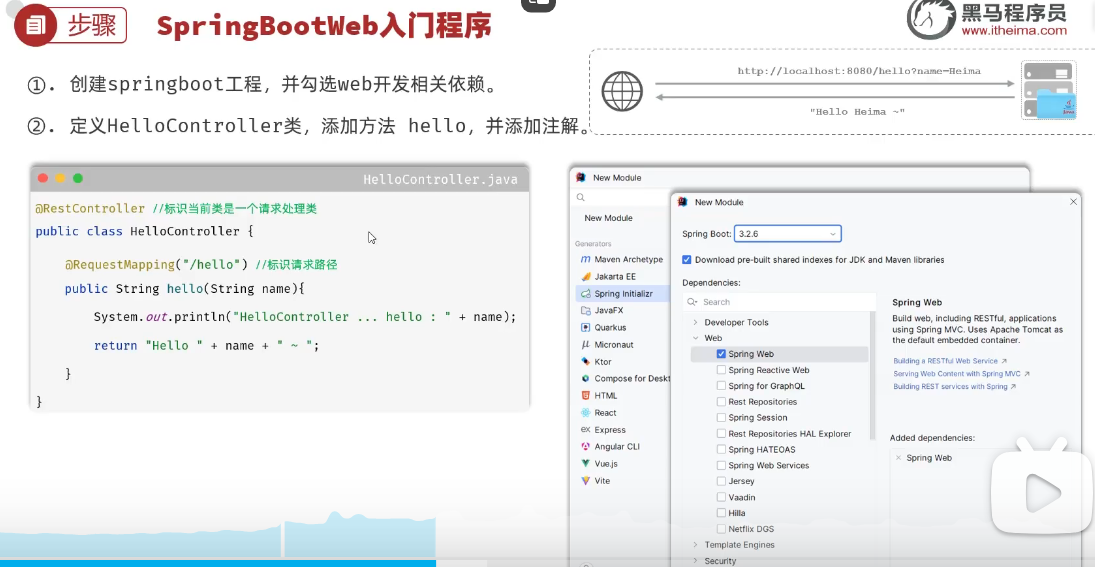 步骤
SpringBootWeb入门程序
黑马程序员
www.itheima.com
①. 创建springboot工程，并勾选web开发相关依赖。
②. 定义HelloController类，添加方法 hello，并添加注解。
http://localhost:8080/hello?name=Heima
"Hello Heima ~"
HelloController.java
@RestController //标识当前类是一个请求处理类
public class HelloController {
@RequestMapping("/hello") //标识请求路径
public String hello(String name){
System.out.println("HelloController ... hello : " + name);
return "Hello " + name + " ~ ";
}
}
New Module
New Module
Generators
Maven Archetype
Jakarta EE
Spring Initializr
JavaFX
Quarkus
Micronaut
Ktor
Compose for Deskt
HTML
React
ex Express
Angular CLI
Vue.js
Vite
New Module
Spring Boot: 3.2.6
Download pre-built shared indexes for JDK and Maven libraries
Dependencies:
Search
Developer Tools
Web
Spring Web
Spring Reactive Web
Spring for GraphQL
Rest Repositories
Spring Session
Rest Repositories HAL Explorer
Spring HATEOAS
Spring Web Services
Jersey
Vaadin
Hilla
Netflix DGS
Template Engines
Security
Spring Web
Build web, including RESTful, applications
using Spring MVC. Uses Apache Tomcat as
the default embedded container.
Building a RESTful Web Service
Serving Web Content with Spring MVC
Building REST services with Spring
Added dependencies:
Spring Web